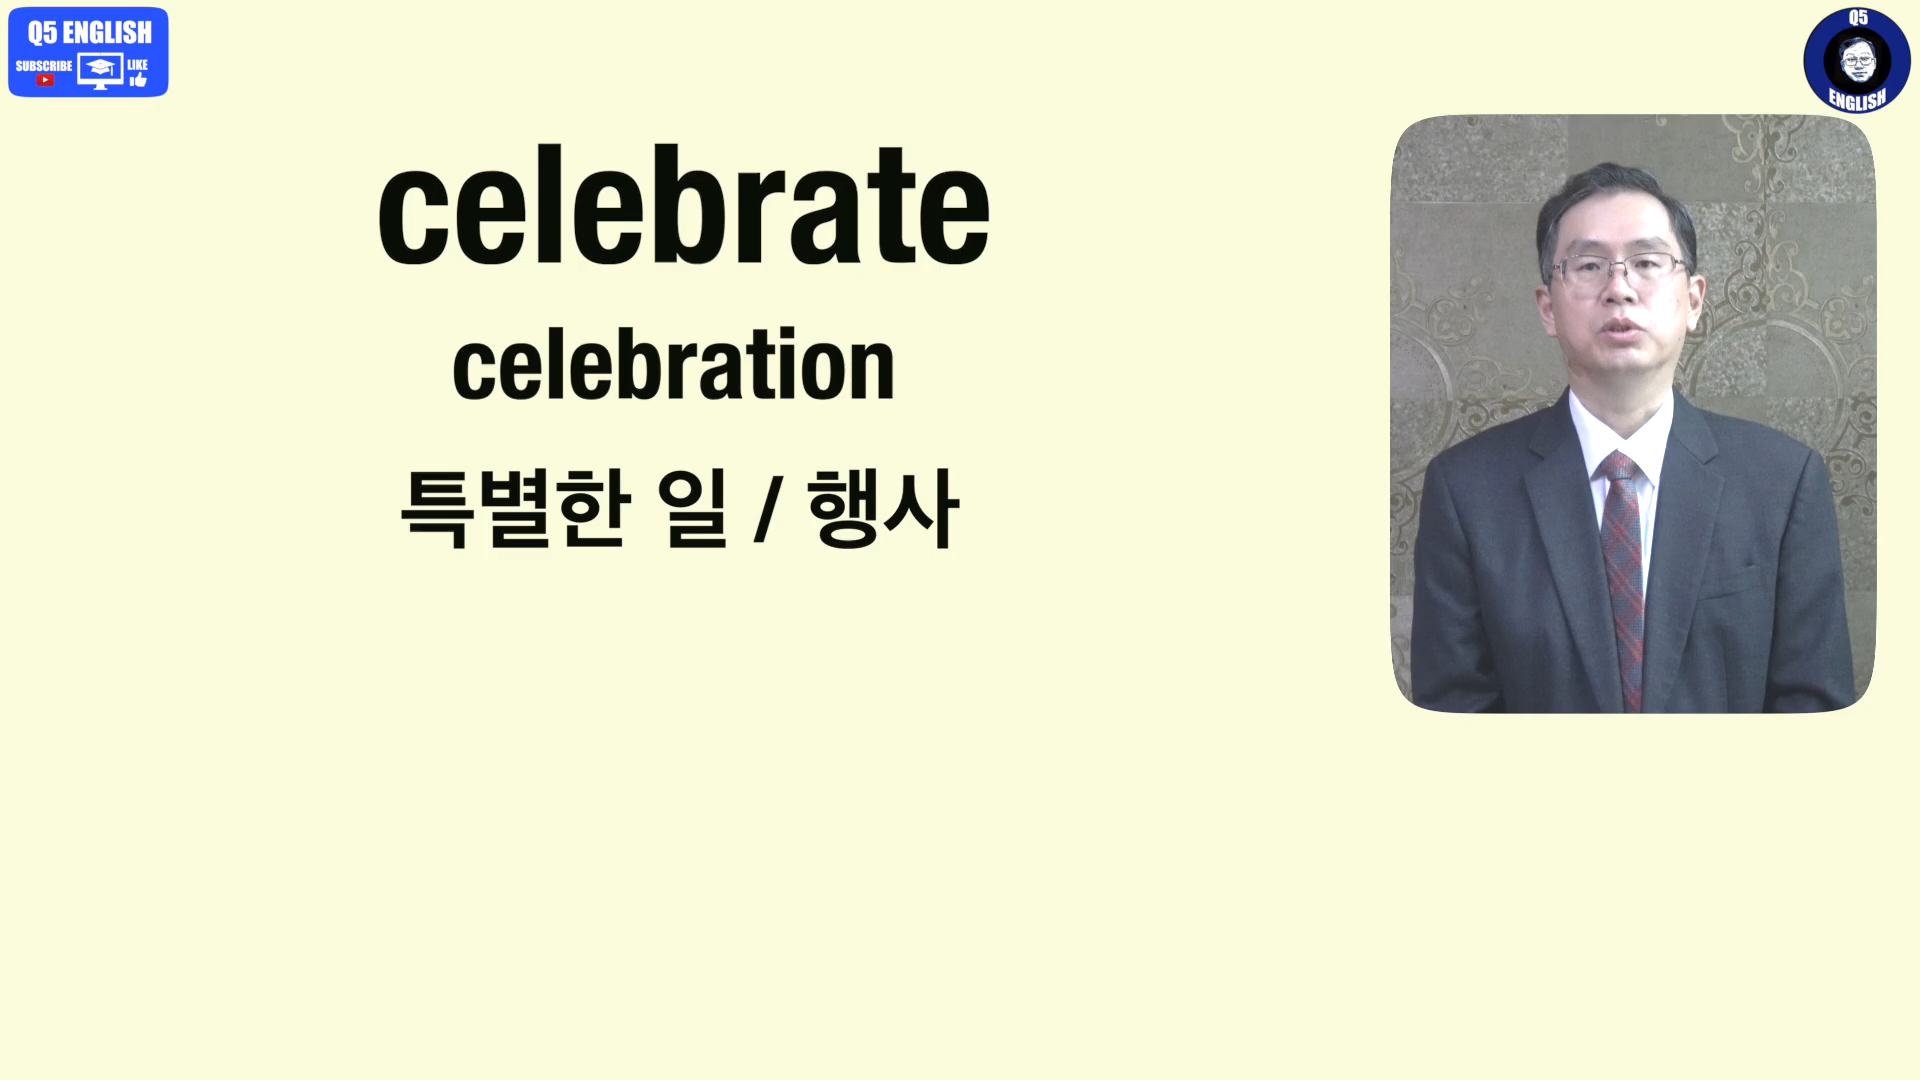 Q5 ENGLISH
SUBSCRIBE
LIKE
Q5
ENGLISH
celebrate
celebration
특별한 일 / 행사